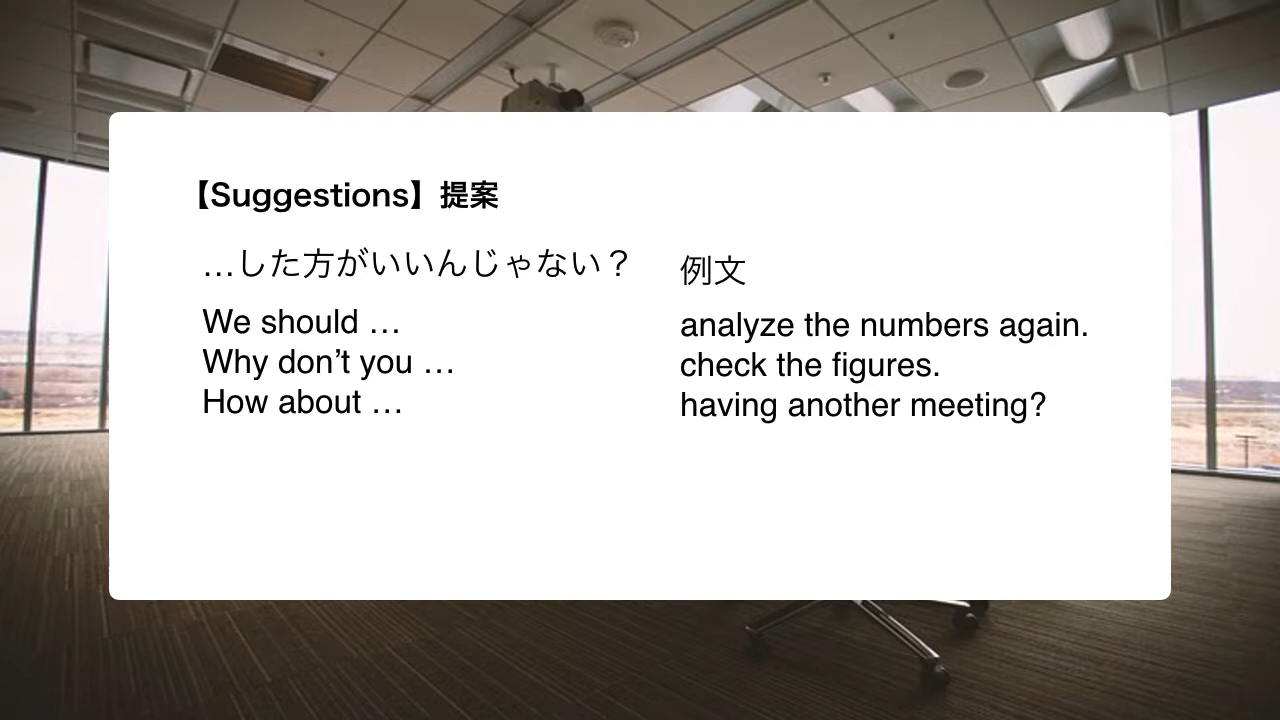 【Suggestions】提案
…した方がいいんじゃない？
We should …
Why don’t you …
How about …
例文
analyze the numbers again.
check the figures.
having another meeting?